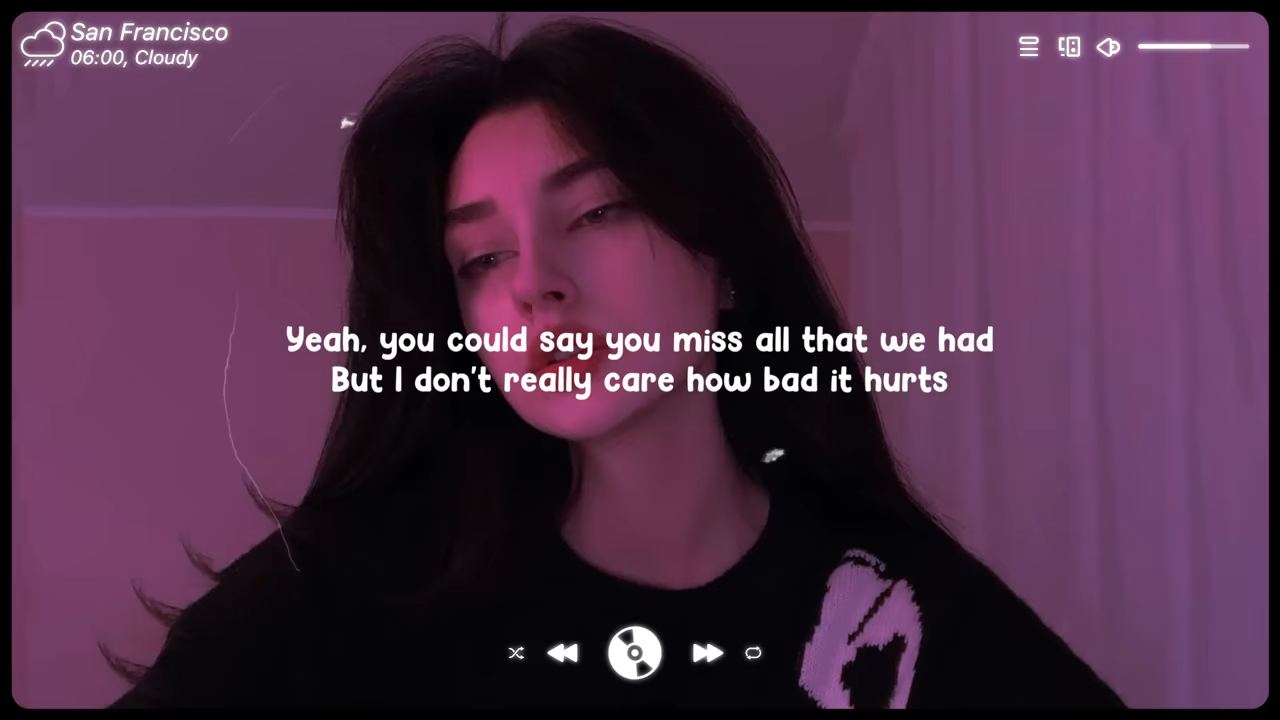 San Francisco
06:00, Cloudy
Yeah, you could say you miss all that we had
But I don't really care how bad it hurts